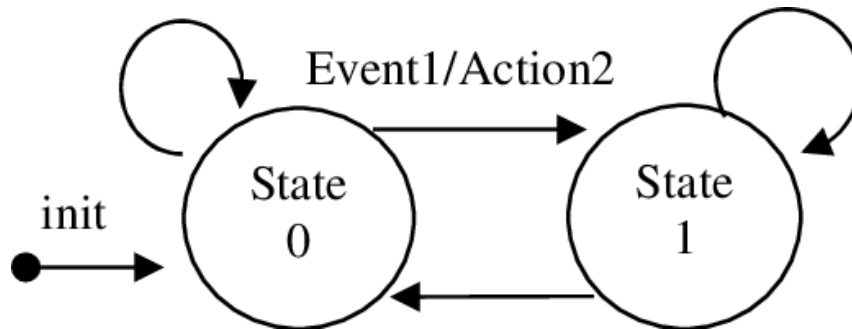 Event1/Action2
State
0
State
1
init